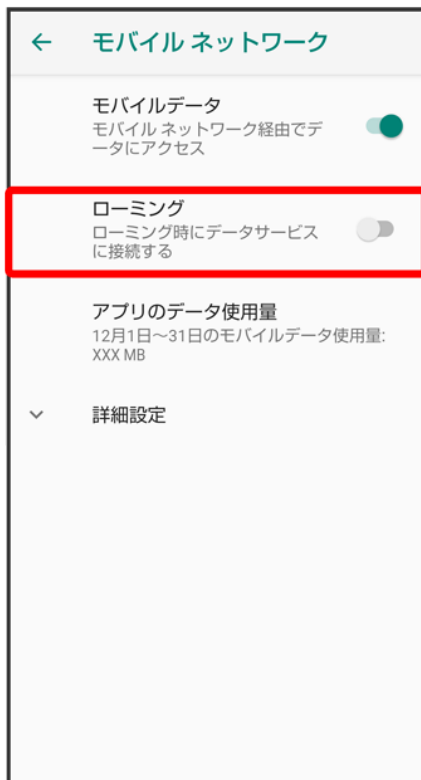 モバイル ネットワーク
モバイルデータ
モバイル ネットワーク経由でデ
ータにアクセス
ローミング
ローミング時にデータサービス
に接続する
アプリのデータ使用量
12月1日～31日のモバイルデータ使用量:
XXX MB
詳細設定